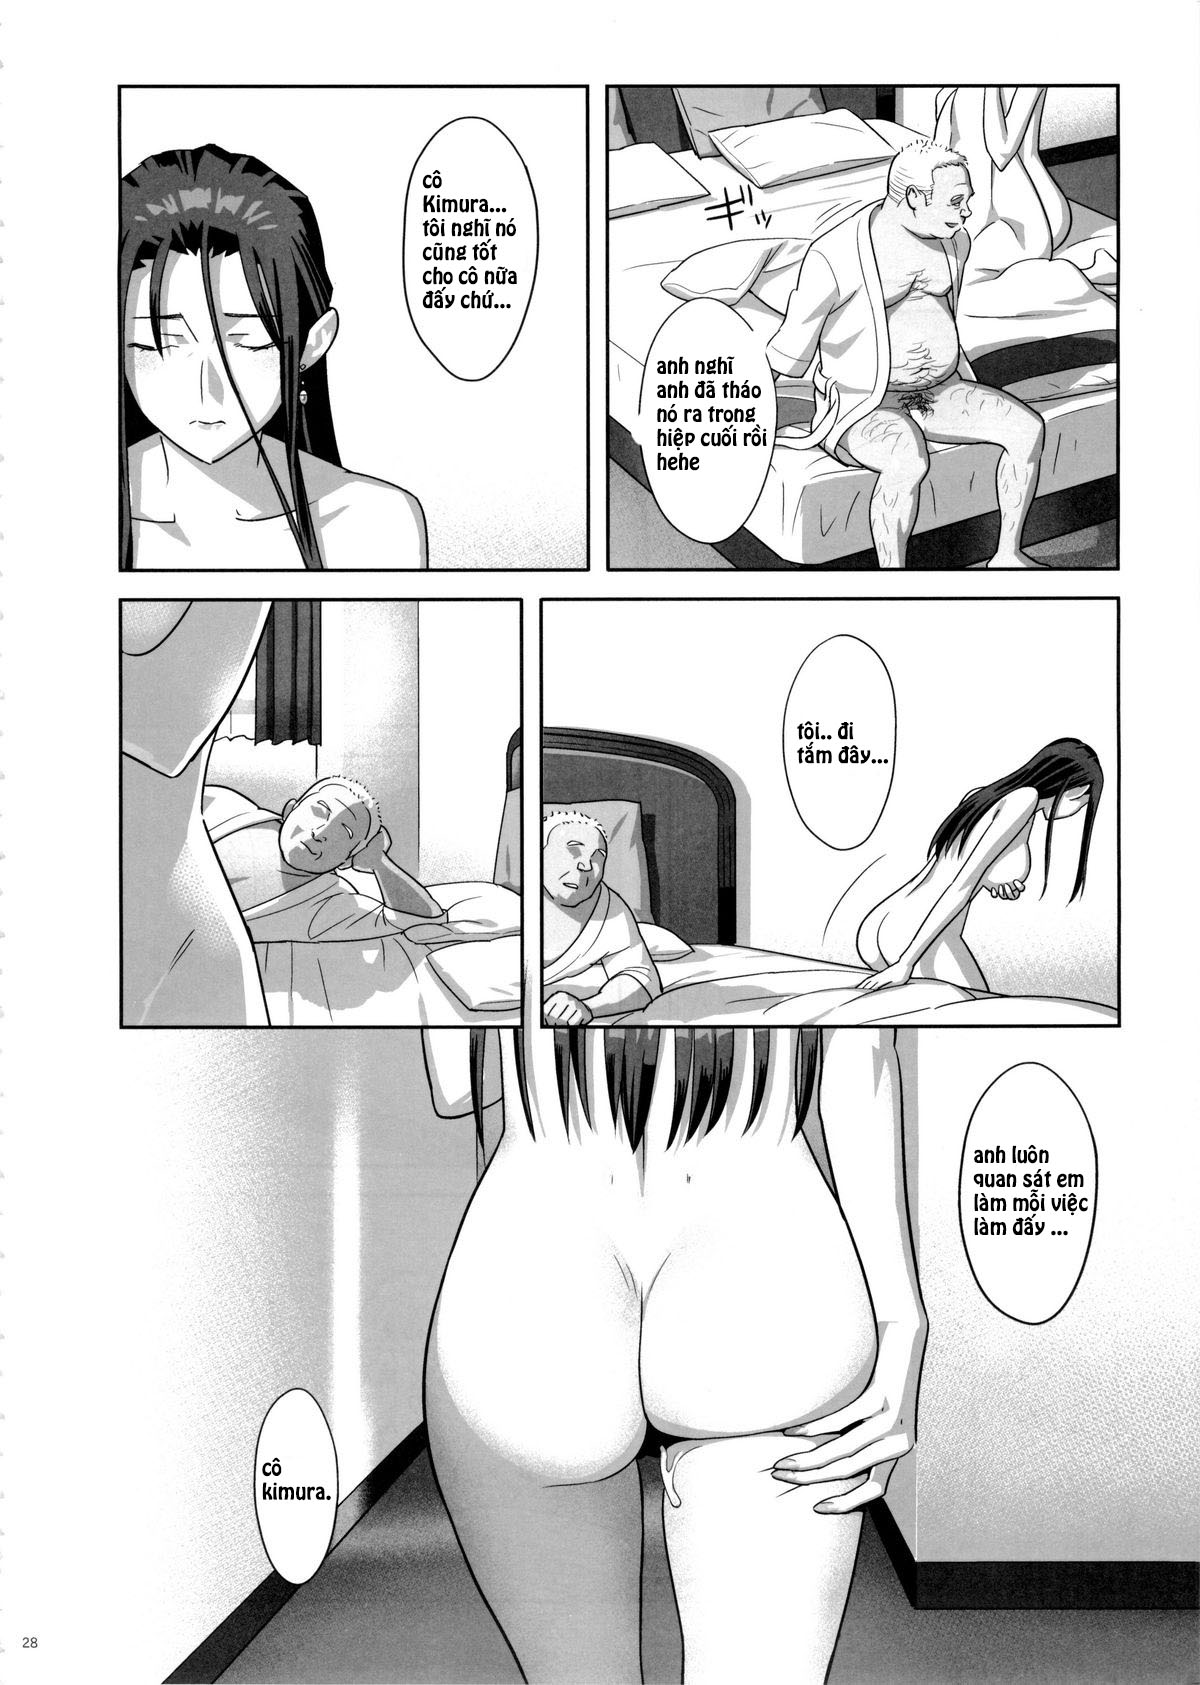 anh nghĩ
anh đã tháo
nó ra trong
hiệp cuối rồi
hehe
cô
Kimura...
tôi nghĩ nó
cũng tốt
cho cô nữa
đấy chứ...
tôi.. đi
tắm đây...
anh luôn
quan sát em
làm mỗi việc
làm đấy ...
cô
kimura.
28